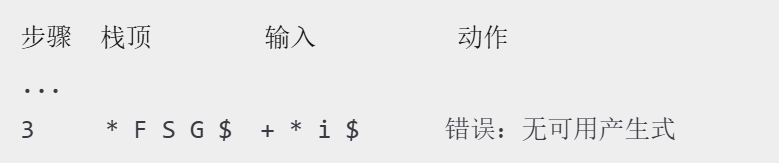 步骤 栈顶 输入 动作
...
3 * F S G $ + * i $ 错误：无可用产生式